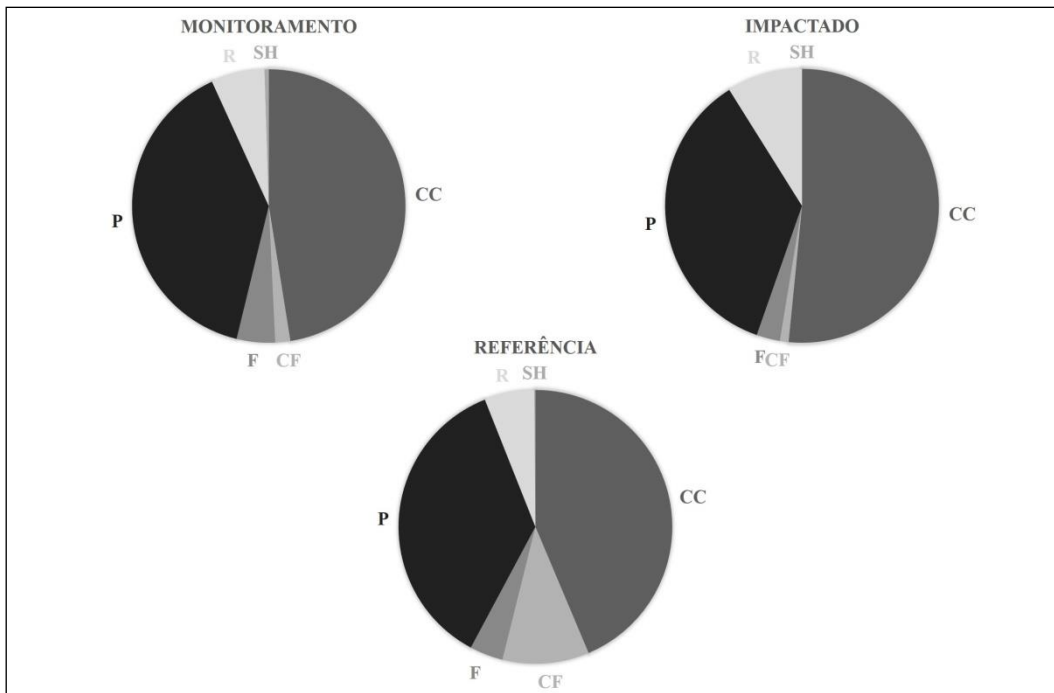 MONITORAMENTO
R SH
CC
P
F CF
IMPACTADO
R SH
CC
P
F CF
REFERÊNCIA
R SH
CC
P
F
CF